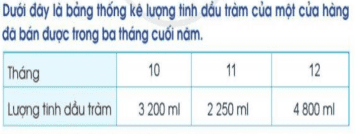 Dưới đây là bảng thống kê lượng tinh dầu tràm của một cửa hàng
đã bán được trong ba tháng cuối năm.
Tháng 10 11 12
Lượng tinh dầu tràm 3 200 ml 2 250 ml 4 800 ml